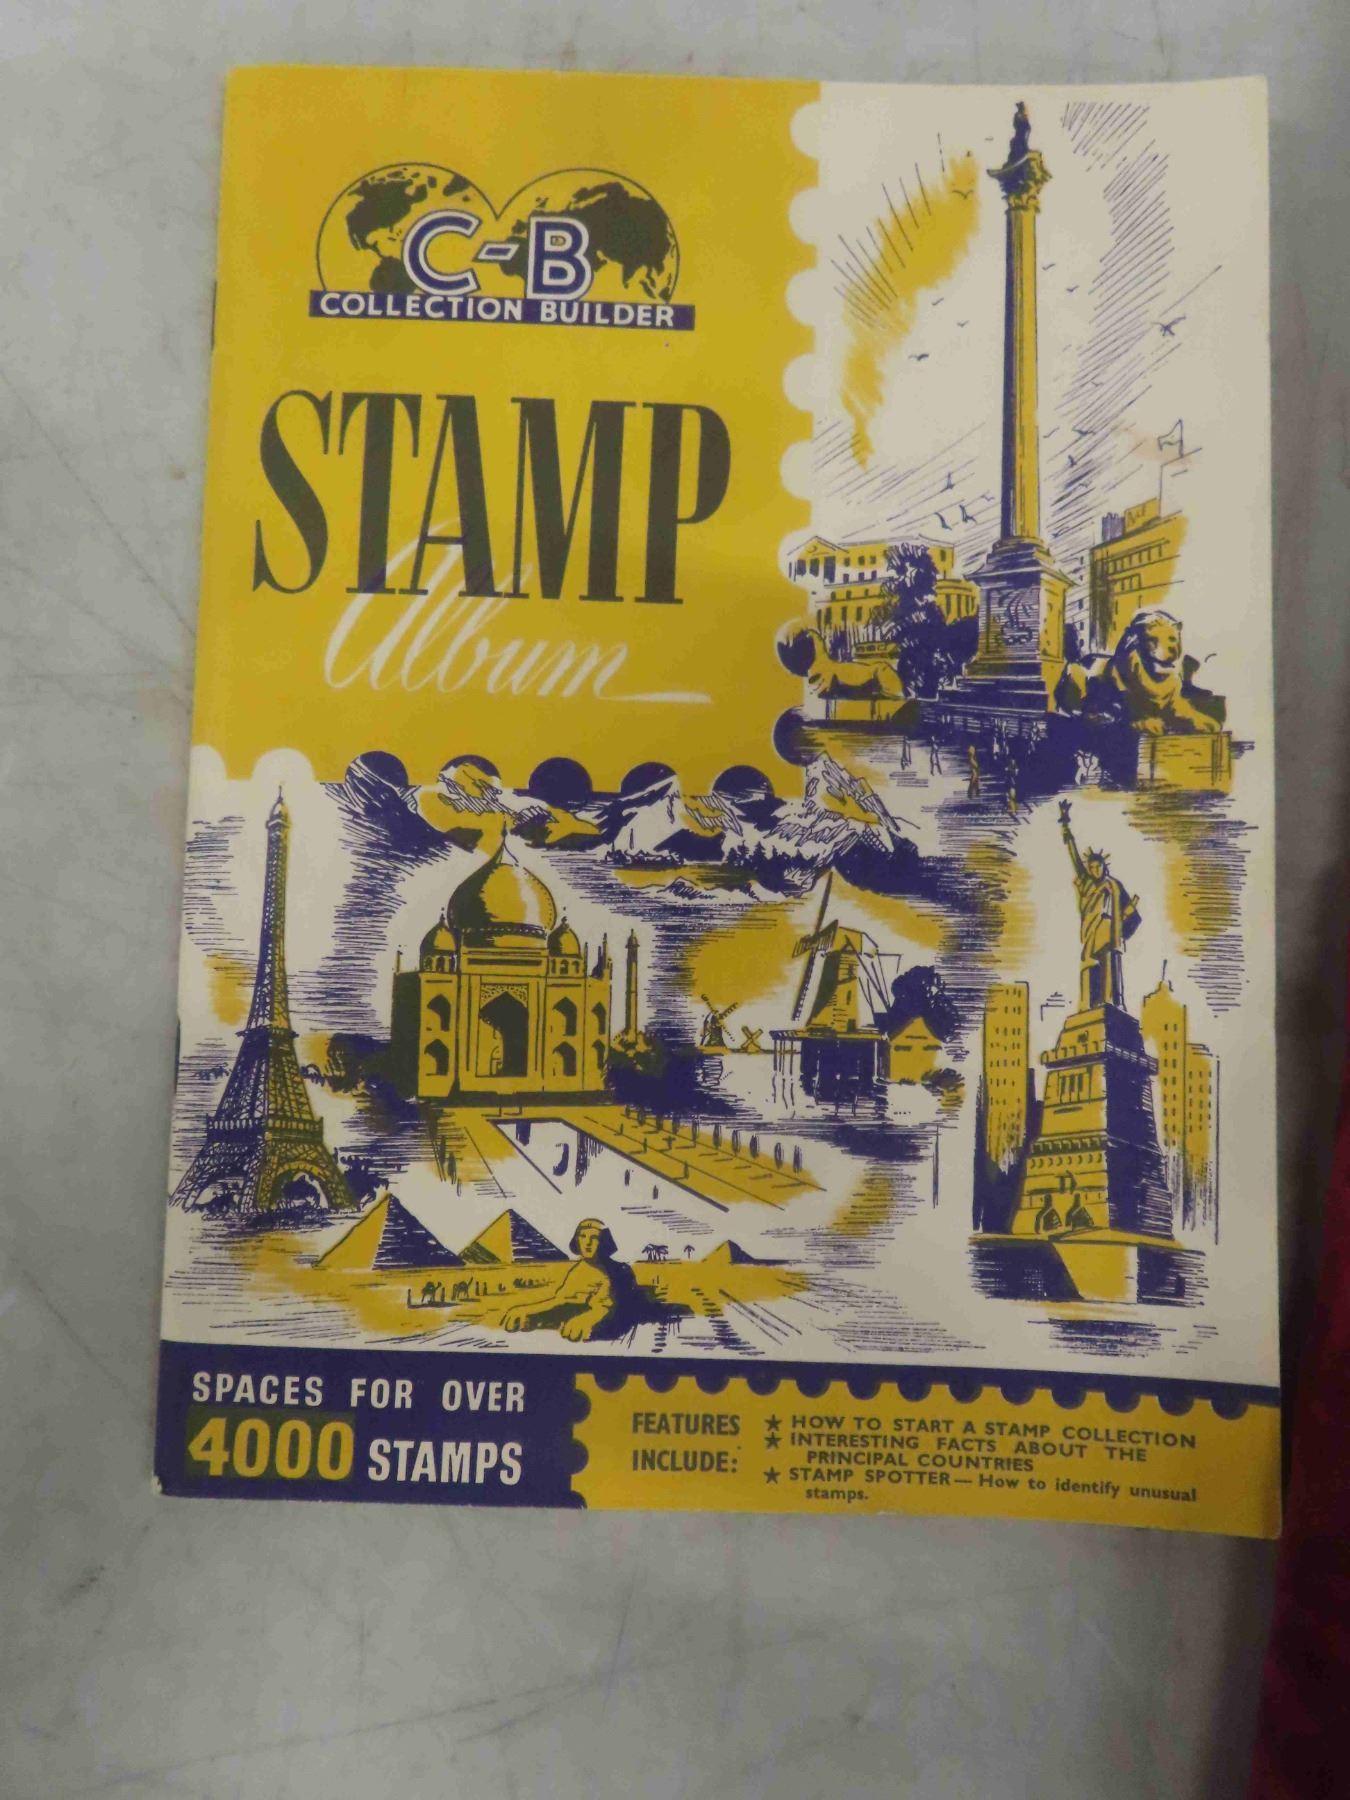 C-B
COLLECTION BUILDER
STAMP
Album
SPACES FOR OVER
4000 STAMPS
FEATURES
INCLUDE:
★ HOW TO START A STAMP COLLECTION
★ INTERESTING FACTS ABOUT THE
PRINCIPAL COUNTRIES
★ STAMP SPOTTER — How to identify unusual
stamps.